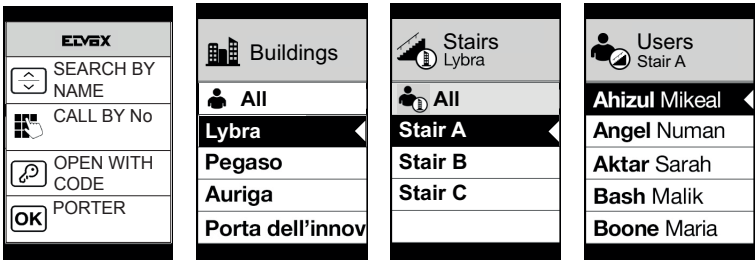 ELVOX
SEARCH BY
NAME
CALL BY No
OPEN WITH
CODE
OK PORTER
Buildings
All
Lybra
Pegaso
Auriga
Porta dell'innov
Stairs
Lybra
All
Stair A
Stair B
Stair C
Users
Stair A
Ahizul Mikeal
Angel Numan
Aktar Sarah
Bash Malik
Boone Maria